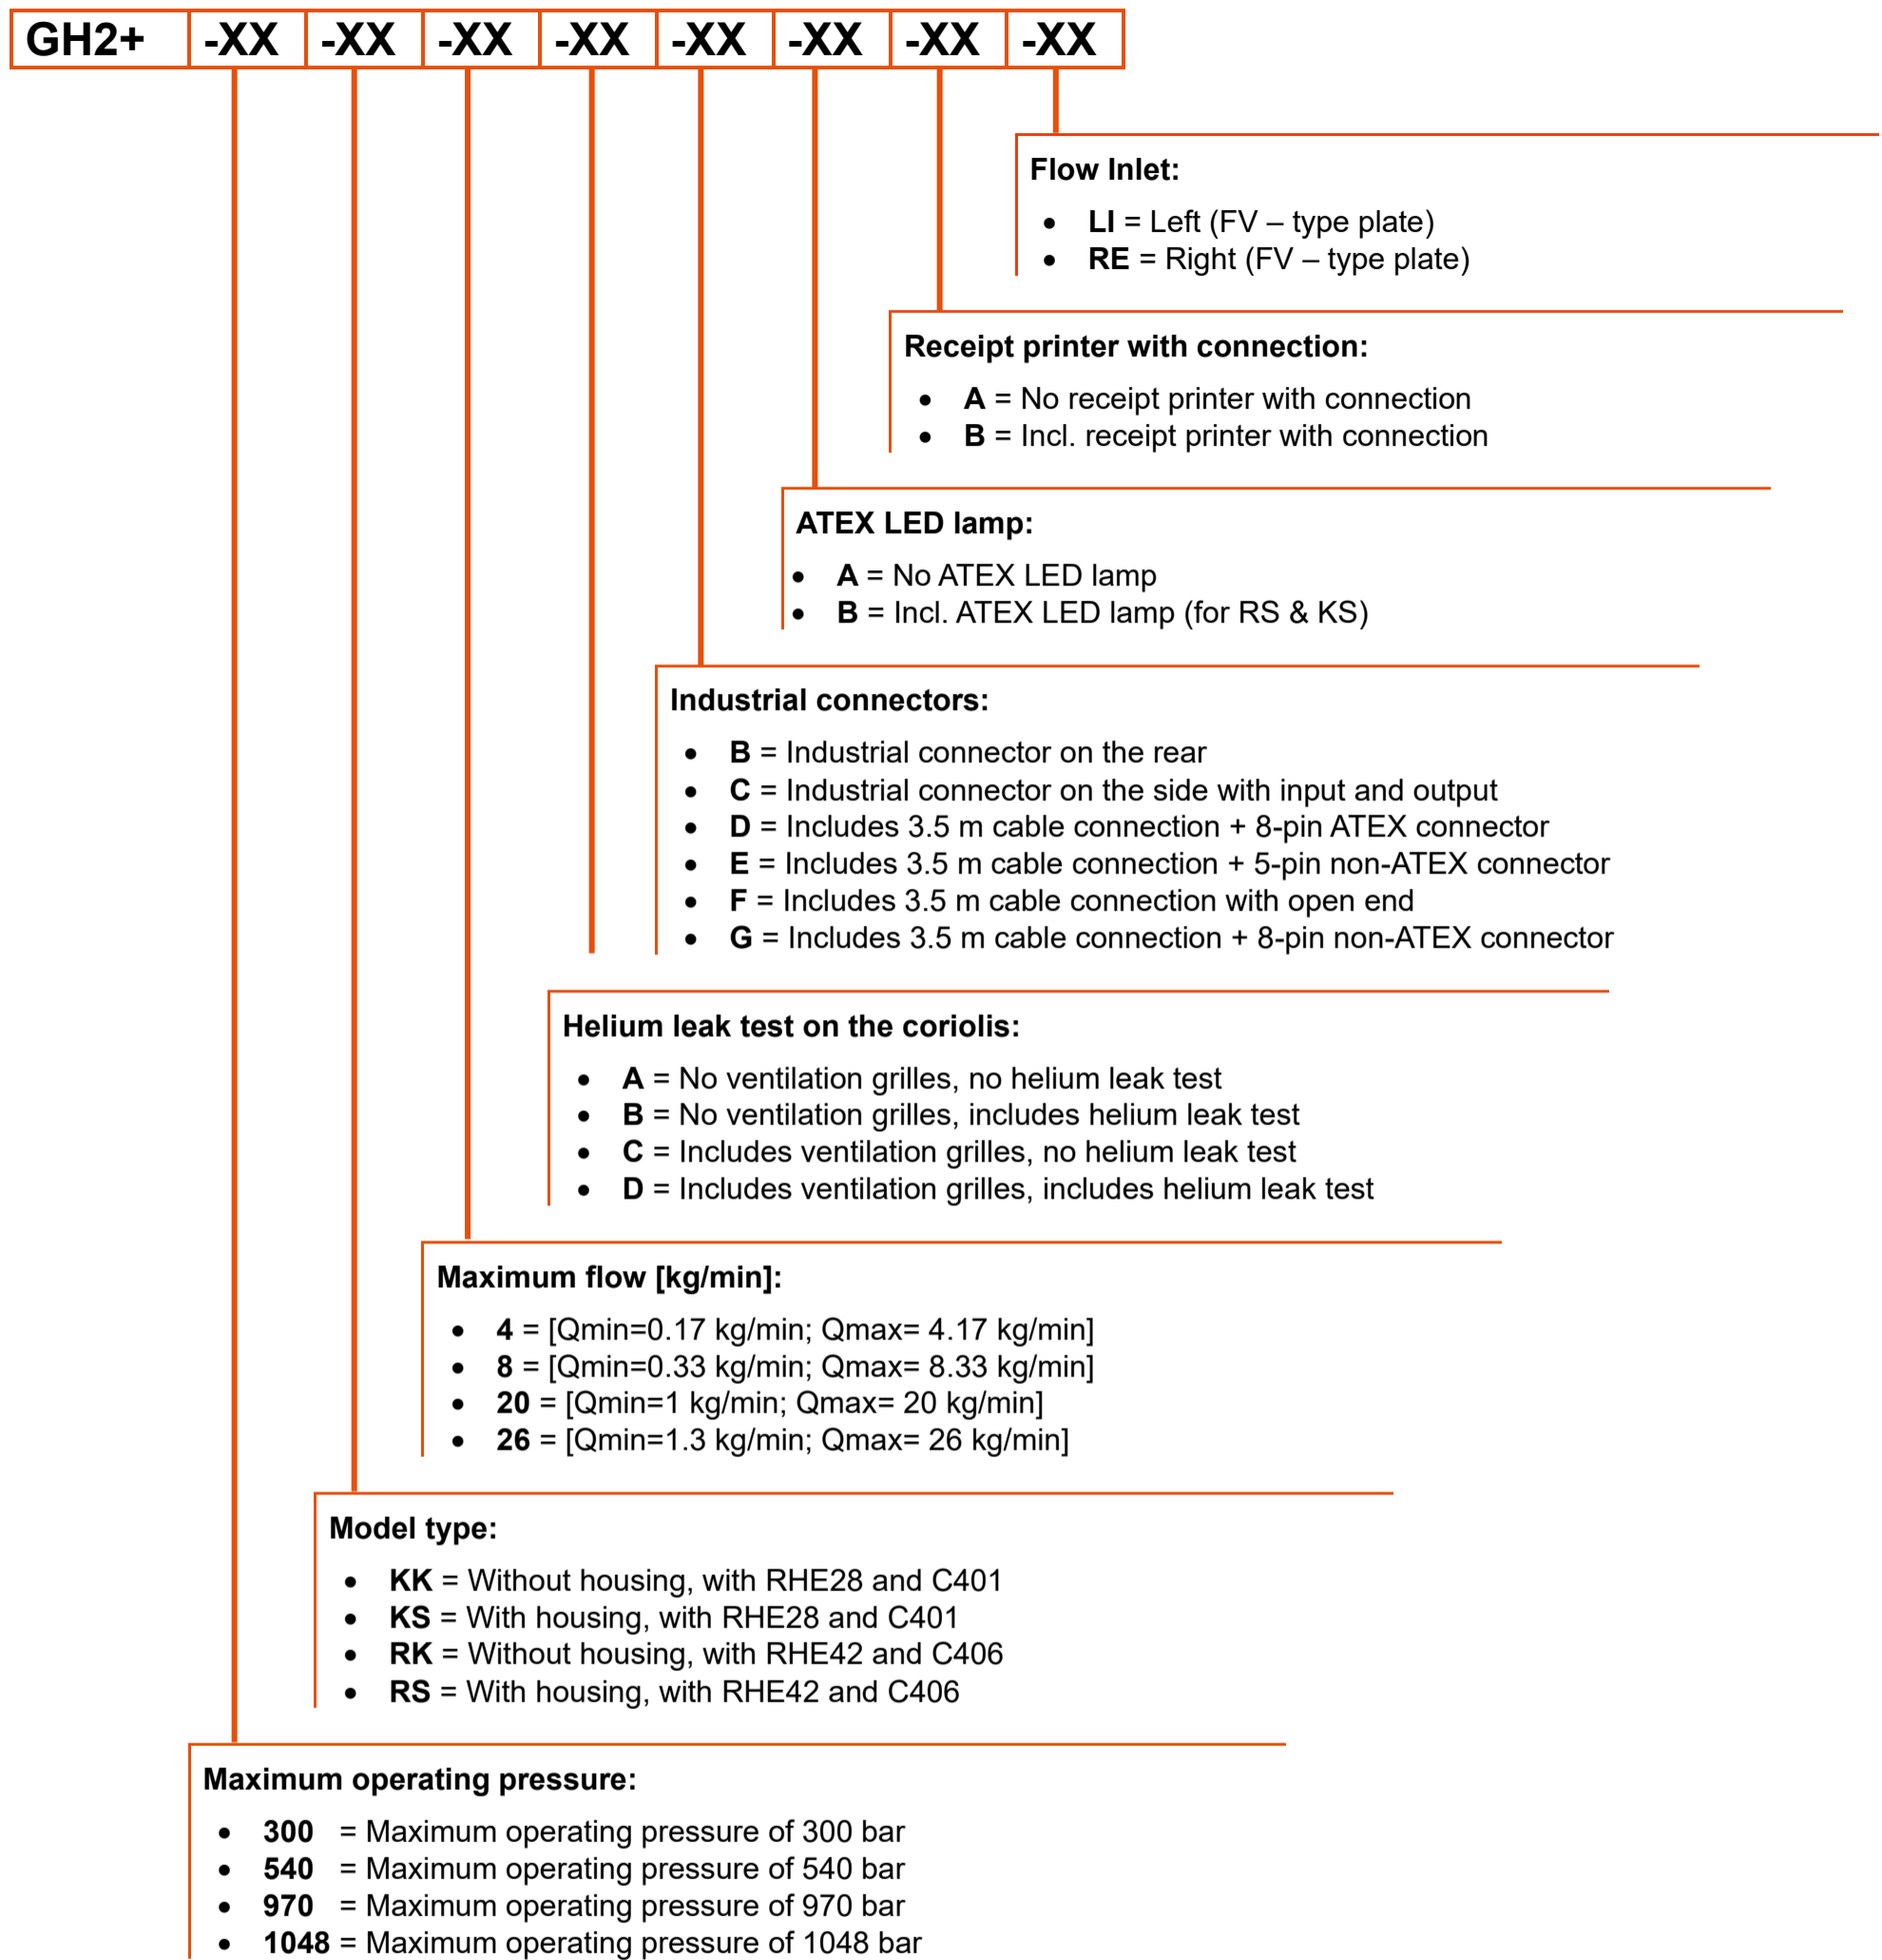 GH2+ -XX -XX -XX -XX -XX -XX -XX -XX
Flow Inlet:
• LI = Left (FV – type plate)
• RE = Right (FV – type plate)
Receipt printer with connection:
• A = No receipt printer with connection
• B = Incl. receipt printer with connection
ATEX LED lamp:
• A = No ATEX LED lamp
• B = Incl. ATEX LED lamp (for RS & KS)
Industrial connectors:
• B = Industrial connector on the rear
• C = Industrial connector on the side with input and output
• D = Includes 3.5 m cable connection + 8-pin ATEX connector
• E = Includes 3.5 m cable connection + 5-pin non-ATEX connector
• F = Includes 3.5 m cable connection with open end
• G = Includes 3.5 m cable connection + 8-pin non-ATEX connector
Helium leak test on the coriolis:
• A = No ventilation grilles, no helium leak test
• B = No ventilation grilles, includes helium leak test
• C = Includes ventilation grilles, no helium leak test
• D = Includes ventilation grilles, includes helium leak test
Maximum flow [kg/min]:
• 4 = [Qmin=0.17 kg/min; Qmax= 4.17 kg/min]
• 8 = [Qmin=0.33 kg/min; Qmax= 8.33 kg/min]
• 20 = [Qmin=1 kg/min; Qmax= 20 kg/min]
• 26 = [Qmin=1.3 kg/min; Qmax= 26 kg/min]
Model type:
• KK = Without housing, with RHE28 and C401
• KS = With housing, with RHE28 and C401
• RK = Without housing, with RHE42 and C406
• RS = With housing, with RHE42 and C406
Maximum operating pressure:
• 300 = Maximum operating pressure of 300 bar
• 540 = Maximum operating pressure of 540 bar
• 970 = Maximum operating pressure of 970 bar
• 1048 = Maximum operating pressure of 1048 bar